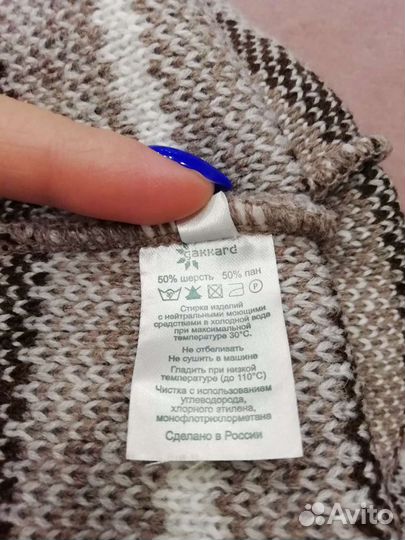 gakkard
50% шерсть 50% пан
P
Стирка изделий
с нейтральными моющими
средствами в холодной воде
при максимальной
температуре 30°С.
Не отбеливать
Не сушить в машине
Гладить при низкой
температуре (до 110°С)
Чистка с использованием
углеводорода,
хлорного этилена,
монофлотрихлорметана
Сделано в России
Avito